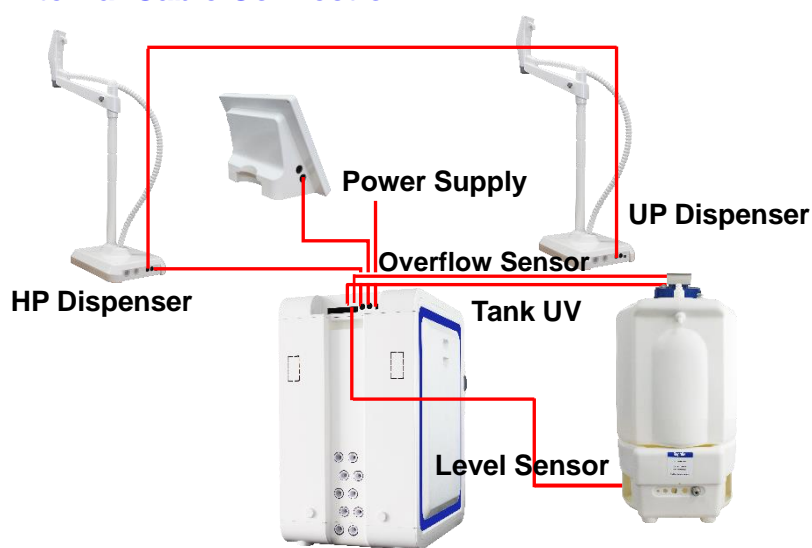 Power Supply
UP Dispenser
Overflow Sensor
HP Dispenser
Tank UV
Level Sensor